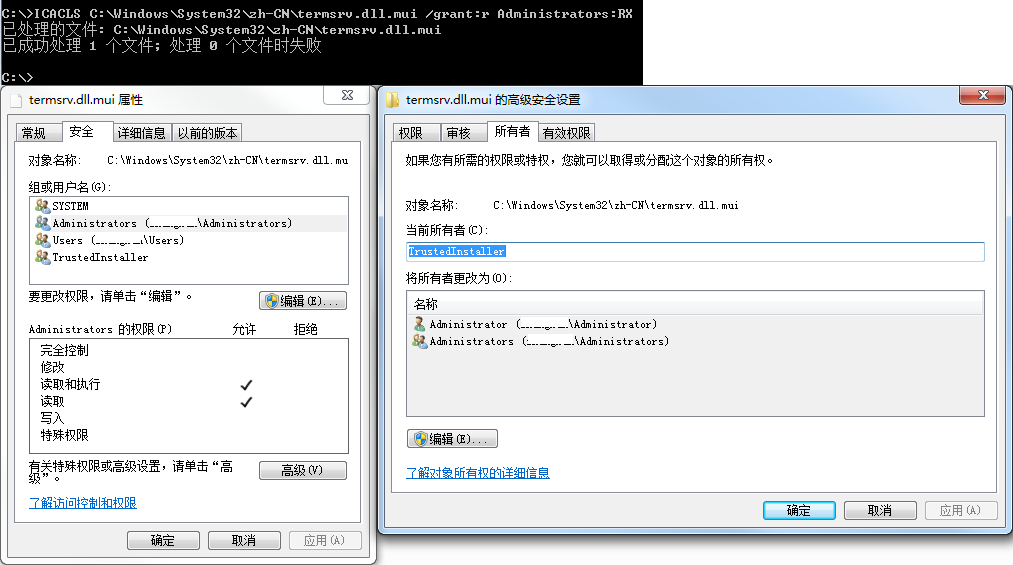 C:\>ICACLS C:\Windows\System32\zh-CN\termsrv.dll.mui /grant:r Administrators:RX
已处理的文件: C:\Windows\System32\zh-CN\termsrv.dll.mui
已成功处理 1 个文件; 处理 0 个文件时失败
C:\>
termsrv.dll.mui 属性
常规 安全 详细信息 以前的版本
对象名称: C:\Windows\System32\zh-CN\termsrv.dll.mu
组或用户名(G):
SYSTEM
Administrators (\Administrators)
Users (\Users)
TrustedInstaller
要更改权限，请单击“编辑”。
编辑(E)...
Administrators 的权限(P) 允许 拒绝
完全控制
修改
读取和执行
读取
写入
特殊权限
有关特殊权限或高级设置，请单击“高
级”。
高级(V)
了解访问控制和权限
确定 取消 应用(A)
termsrv.dll.mui 的高级安全设置
权限 审核 所有者 有效权限
如果您有所需的权限或特权，您就可以取得或分配这个对象的所有权。
对象名称: C:\Windows\System32\zh-CN\termsrv.dll.mui
当前所有者(C):
TrustedInstaller
将所有者更改为(O):
名称
Administrator (\Administrator)
Administrators (\Administrators)
编辑(E)...
了解对象所有权的详细信息
确定 取消 应用(A)